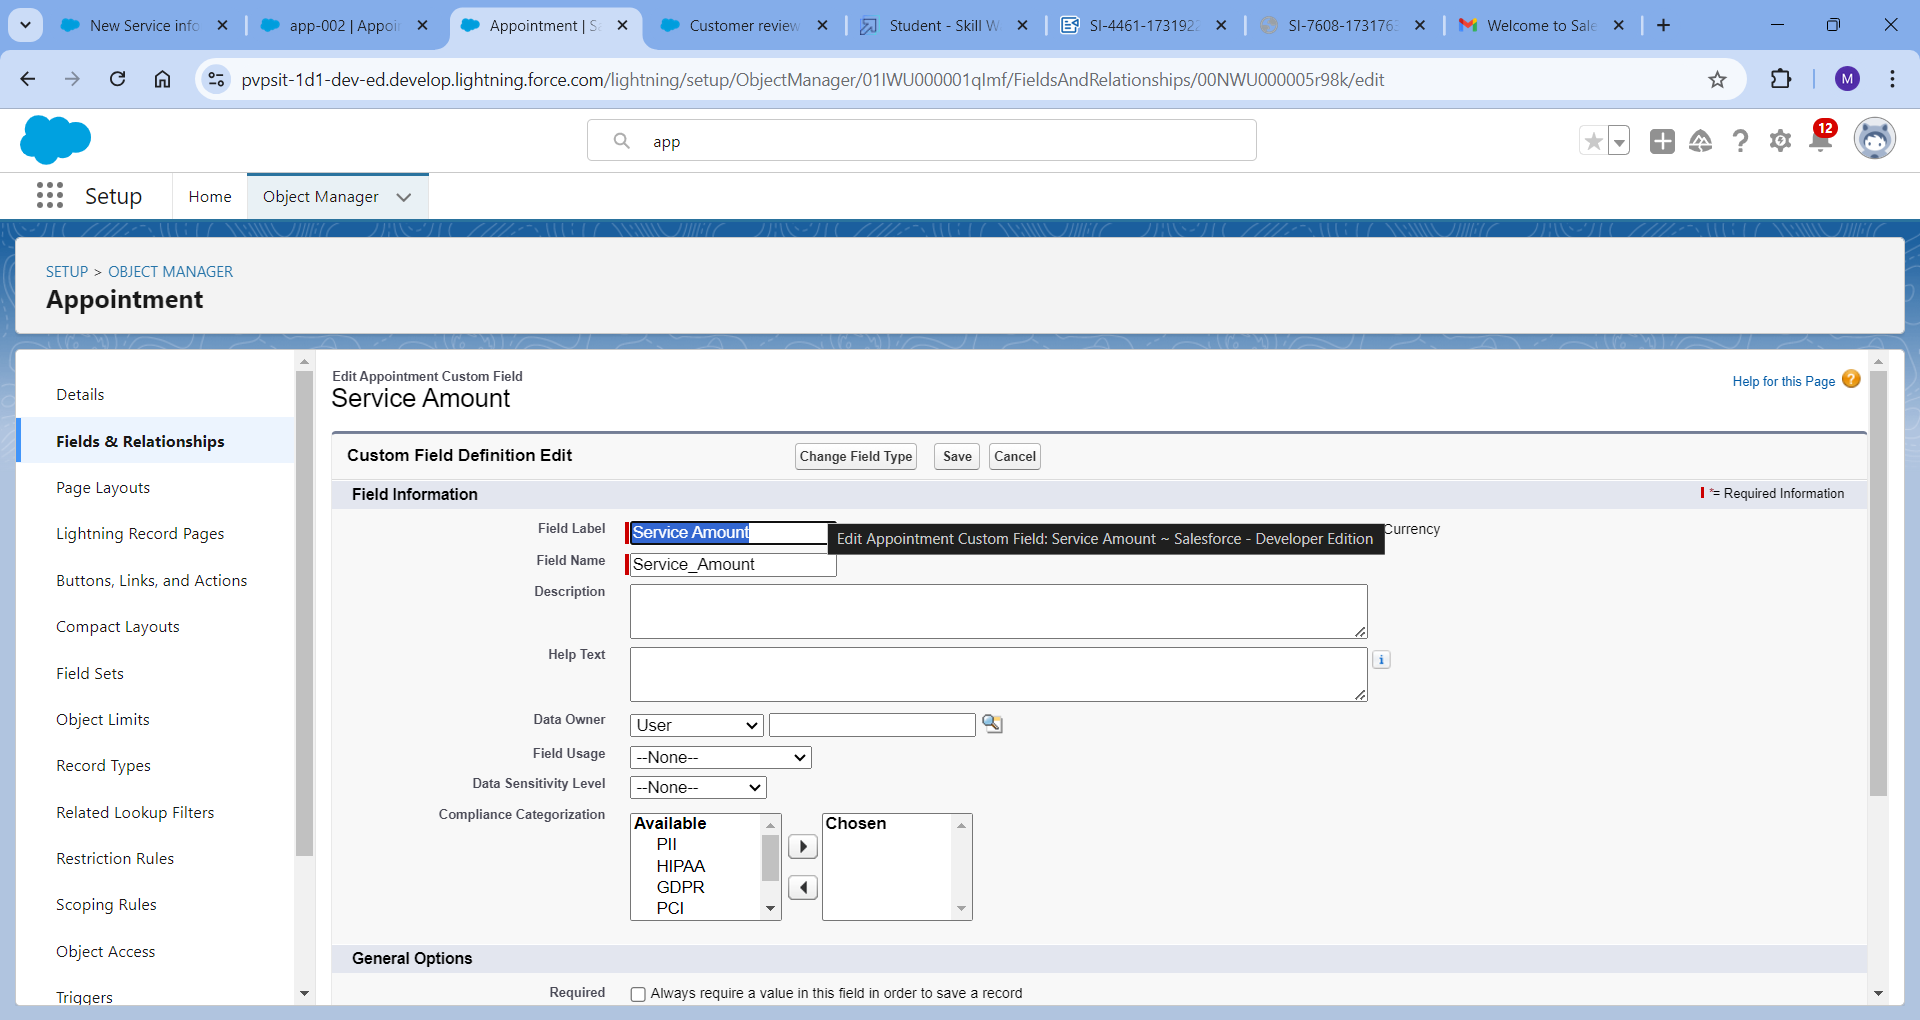 New Service info
app-002 | Appoin
Appointment | Sa
Customer review
Student - Skill W
SI-4461-1731922
SI-7608-1731763
Welcome to Sale
pvpsit-1d1-dev-ed.develop.lightning.force.com/lightning/setup/ObjectManager/01IWU000001qImf/FieldsAndRelationships/00NWU000005r98k/edit
M
app
12
Setup
Home
Object Manager
SETUP > OBJECT MANAGER
Appointment
Details
Fields & Relationships
Page Layouts
Lightning Record Pages
Buttons, Links, and Actions
Compact Layouts
Field Sets
Object Limits
Record Types
Related Lookup Filters
Restriction Rules
Scoping Rules
Object Access
Triggers
Edit Appointment Custom Field
Service Amount
Help for this Page
Custom Field Definition Edit
Change Field Type
Save
Cancel
Field Information
*= Required Information
Field Label
Service Amount
Edit Appointment Custom Field: Service Amount ~ Salesforce - Developer Edition
Currency
Field Name
Service_Amount
Description
Help Text
Data Owner
User
Field Usage
--None--
Data Sensitivity Level
--None--
Compliance Categorization
Available
PII
HIPAA
GDPR
PCI
Chosen
General Options
Required
Always require a value in this field in order to save a record